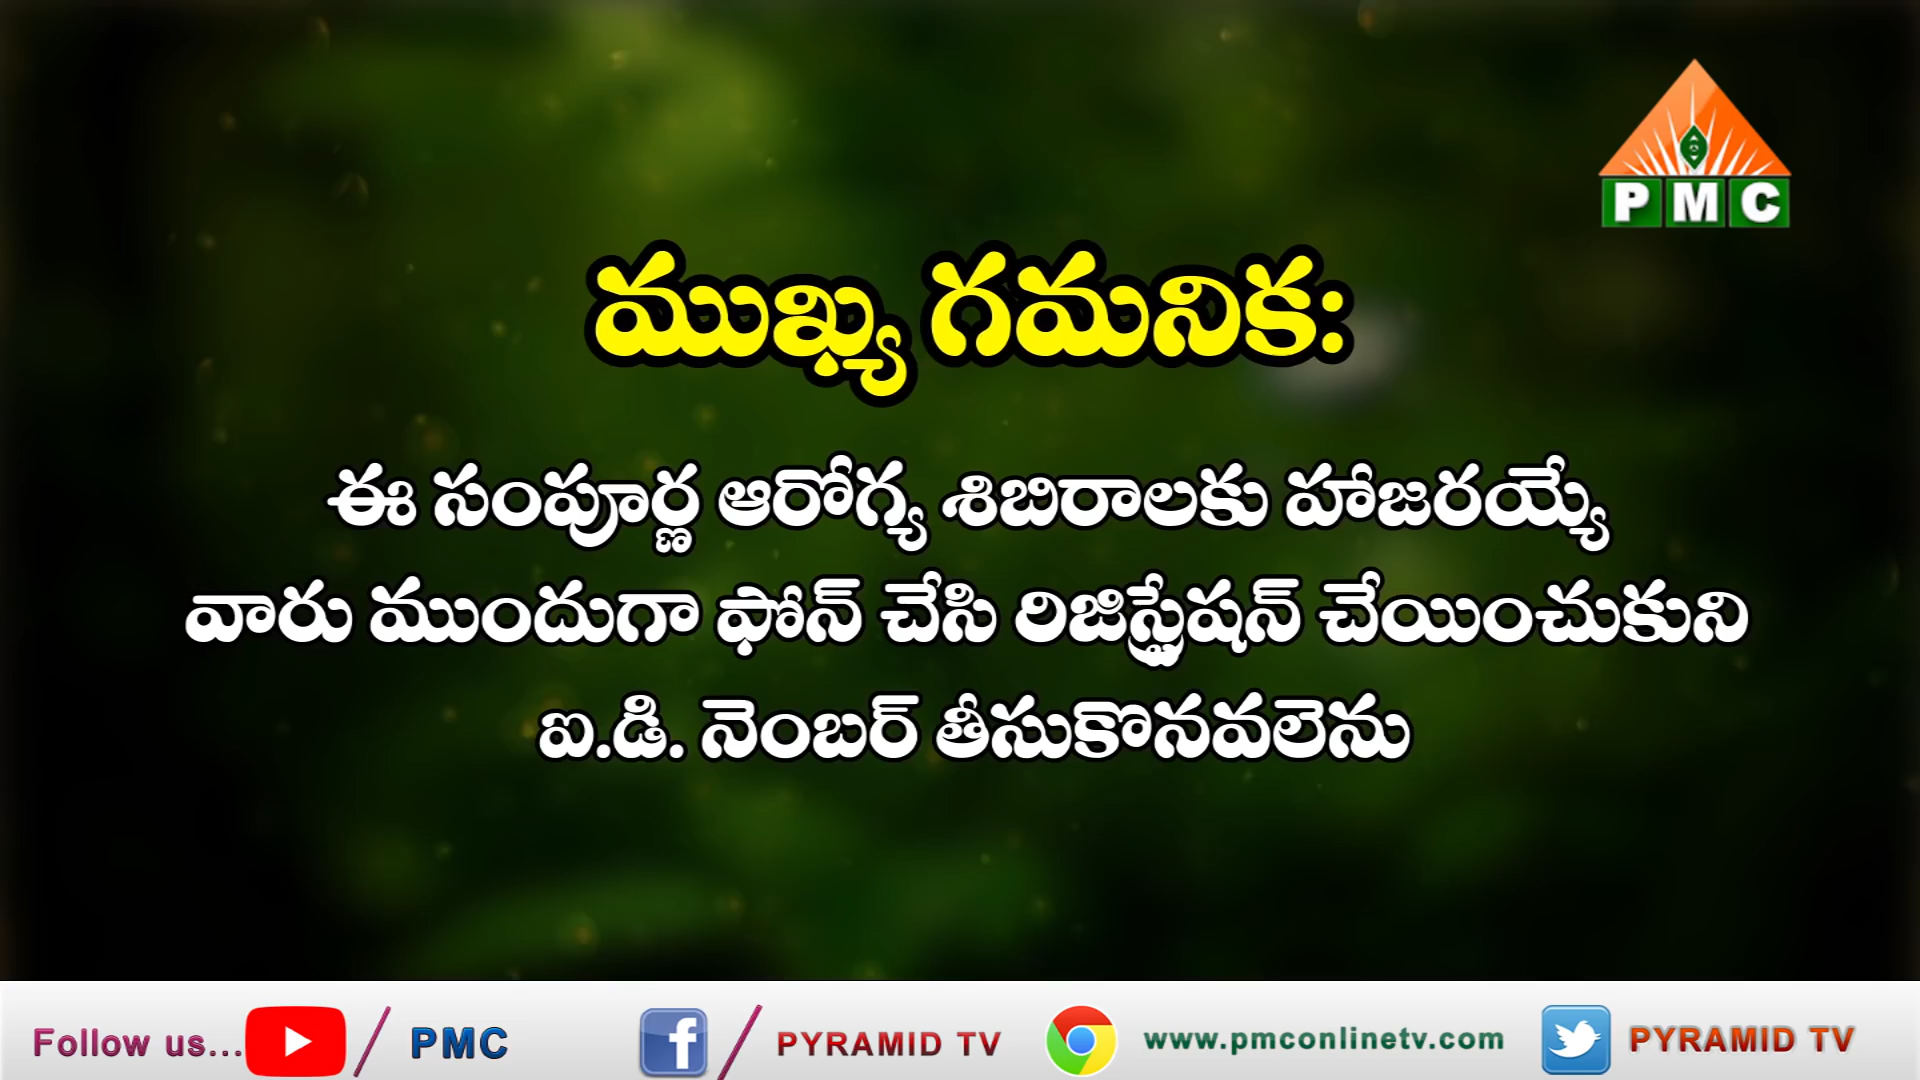 PMC
ముఖ్య గమనిక:
ఈ సంపూర్ణ ఆరోగ్య శిబిరాలకు హాజరయ్యే
వారు ముందుగా ఫోన్ చేసి రిజిస్ట్రేషన్ చేయించుకుని
ఐ.డి. నెంబర్ తీసుకొనవలెను
Follow us... / PMC f / PYRAMID TV www.pmconlinetv.com PYRAMID TV